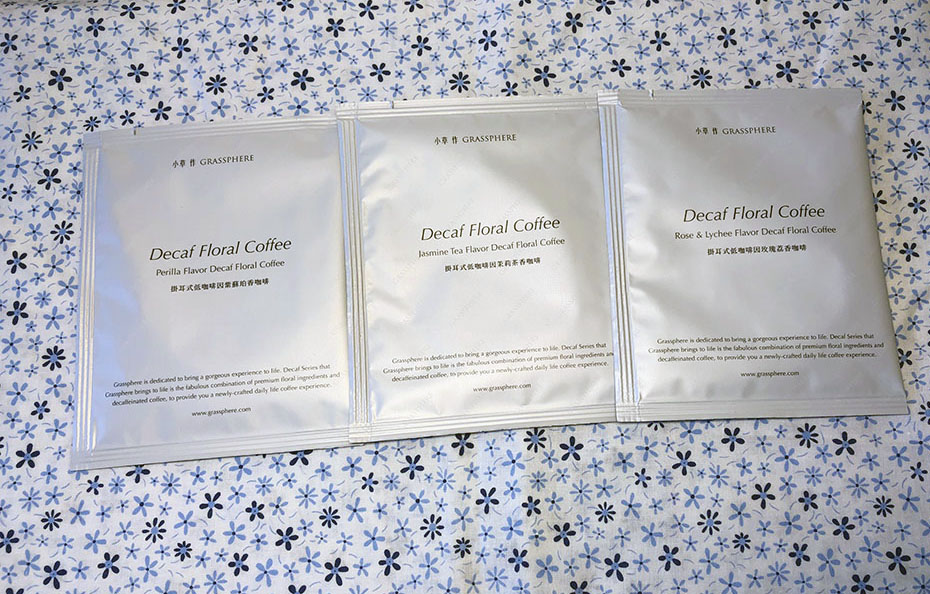 小草作 GRASSPHERE
Decaf Floral Coffee
Perilla Flavor Decaf Floral Coffee
掛耳式低咖啡因紫蘇珀香咖啡
Grassphere is dedicated to bring a gorgeous experience to life. Decaf Series that
Grassphere brings to life is the fabulous combination of premium floral ingredients and
decaffeinated coffee, to provide you a newly-crafted daily life coffee experience.
www.grassphere.com
小草作 GRASSPHERE
Decaf Floral Coffee
Jasmine Tea Flavor Decaf Floral Coffee
掛耳式低咖啡因茉莉茶香咖啡
Grassphere is dedicated to bring a gorgeous experience to life. Decaf Series that
Grassphere brings to life is the fabulous combination of premium floral ingredients and
decaffeinated coffee, to provide you a newly-crafted daily life coffee experience.
www.grassphere.com
小草作 GRASSPHERE
Decaf Floral Coffee
Rose & Lychee Flavor Decaf Floral Coffee
掛耳式低咖啡因玫瑰荔香咖啡
Grassphere is dedicated to bring a gorgeous experience to life. Decaf Series that
Grassphere brings to life is the fabulous combination of premium floral ingredients and
decaffeinated coffee, to provide you a newly-crafted daily life coffee experience.
www.grassphere.com